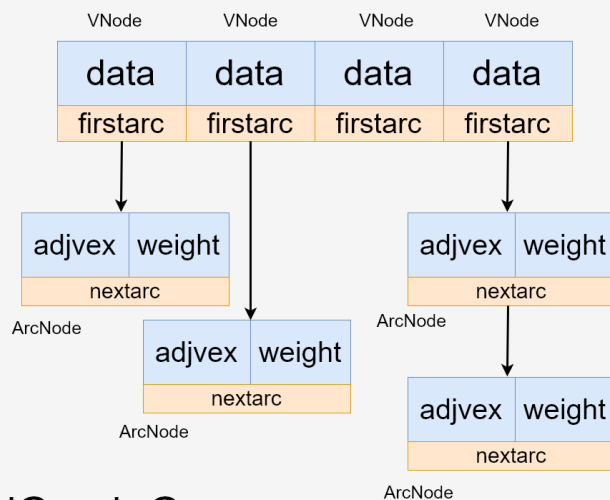 VNode VNode VNode VNode
data data data data
firstarc firstarc firstarc firstarc
adjvex weight
nextarc
ArcNode
adjvex weight
nextarc
ArcNode
adjvex weight
nextarc
ArcNode
adjvex weight
nextarc
ArcNode